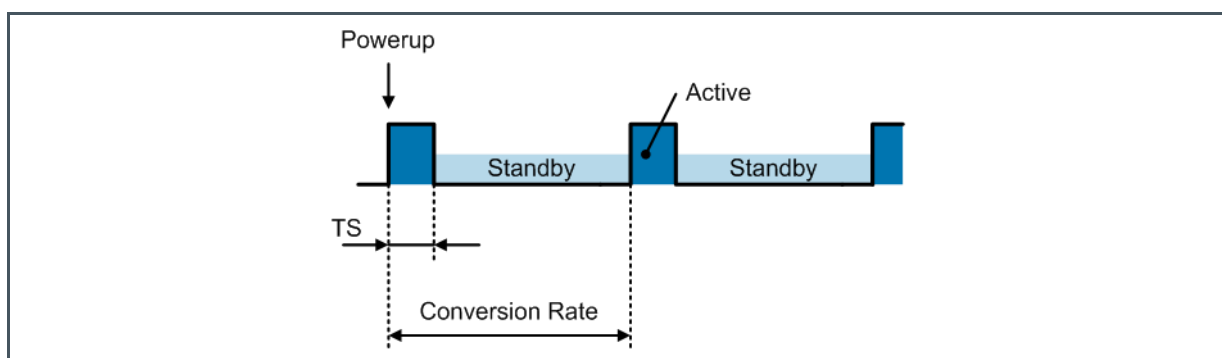 Powerup
Active
Standby
Standby
TS
Conversion Rate